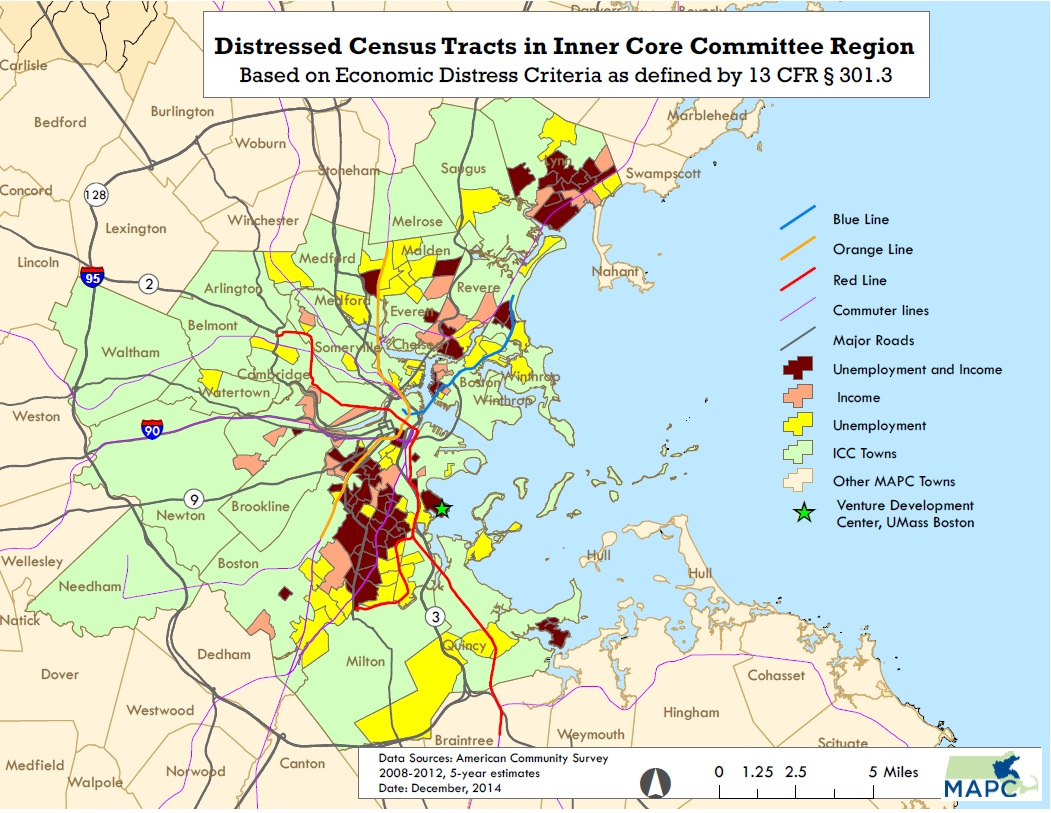 Danvers
Beverly
Distressed Census Tracts in Inner Core Committee Region
Based on Economic Distress Criteria as defined by 13 CFR § 301.3
Carlisle
Burlington
Marblehead
Bedford
Woburn
Stoneham
Saugus
Lynn
Swampscott
Concord
128
Winchester
Melrose
Lexington
Blue Line
Lincoln
95
2
Medford
Malden
Orange Line
Nahant
Arlington
Medford
Revere
Red Line
Everett
Commuter lines
Belmont
Major Roads
Waltham
Somerville
Chelsea
Unemployment and Income
Cambridge
Boston
Winthrop
Watertown
Winthrop
Income
Weston
90
Unemployment
ICC Towns
Other MAPC Towns
9
Newton
Brookline
Venture Development
Center, UMass Boston
Wellesley
Boston
Hull
Hull
Needham
Natick
3
Quincy
Dedham
Milton
Dover
Cohasset
Westwood
Hingham
Braintree
Weymouth
Scituate
Medfield
Walpole
Norwood
Canton
Data Sources: American Community Survey
2008-2012, 5-year estimates
Date: December, 2014
0 1.25 2.5 5 Miles
MAPC